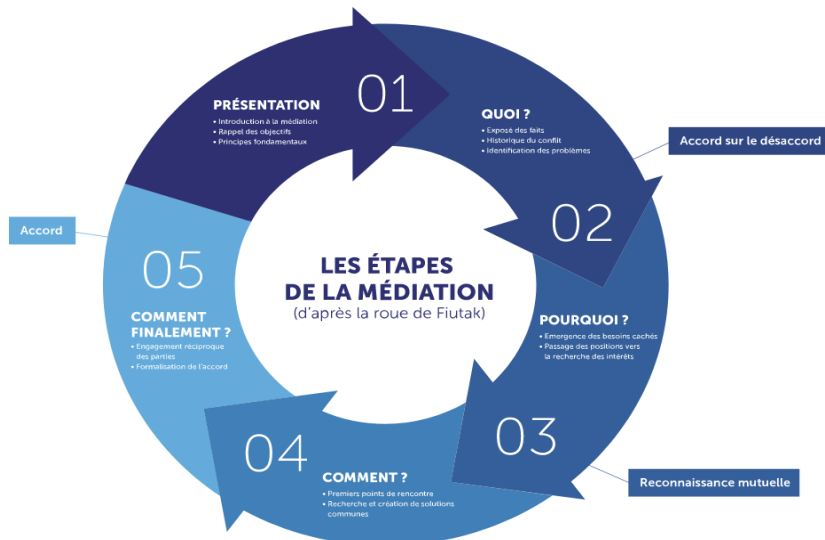 LES ÉTAPES
DE LA MÉDIATION
(d'après la roue de Fiutak)
01
PRÉSENTATION
• Introduction à la médiation
• Rappel des objectifs
• Principes fondamentaux
QUOI ?
• Exposé des faits
• Historique du conflit
• Identification des problèmes
02
Accord sur le désaccord
POURQUOI ?
• Emergence des besoins cachés
• Passage des positions vers
la recherche des intérêts
03
Reconnaissance mutuelle
04
COMMENT ?
• Premiers points de rencontre
• Recherche et création de solutions
communes
05
COMMENT
FINALEMENT ?
• Engagement réciproque
des parties
• Formalisation de l'accord
Accord